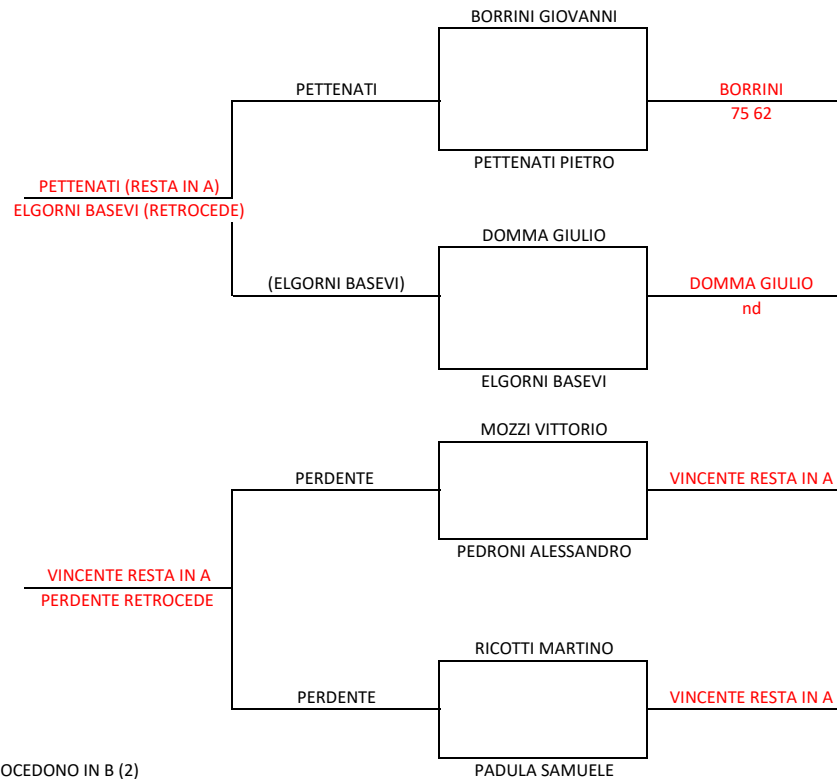 BORRINI GIOVANNI
PETTENATI
BORRINI
75 62
PETTENATI PIETRO
PETTENATI (RESTA IN A)
ELGORNI BASEVI (RETROCEDE)
DOMMA GIULIO
(ELGORNI BASEVI)
DOMMA GIULIO
nd
ELGORNI BASEVI
MOZZI VITTORIO
PERDENTE
VINCENTE RESTA IN A
PEDRONI ALESSANDRO
VINCENTE RESTA IN A
PERDENTE RETROCEDE
RICOTTI MARTINO
PERDENTE
VINCENTE RESTA IN A
OCEDONO IN B (2)
PADULA SAMUELE